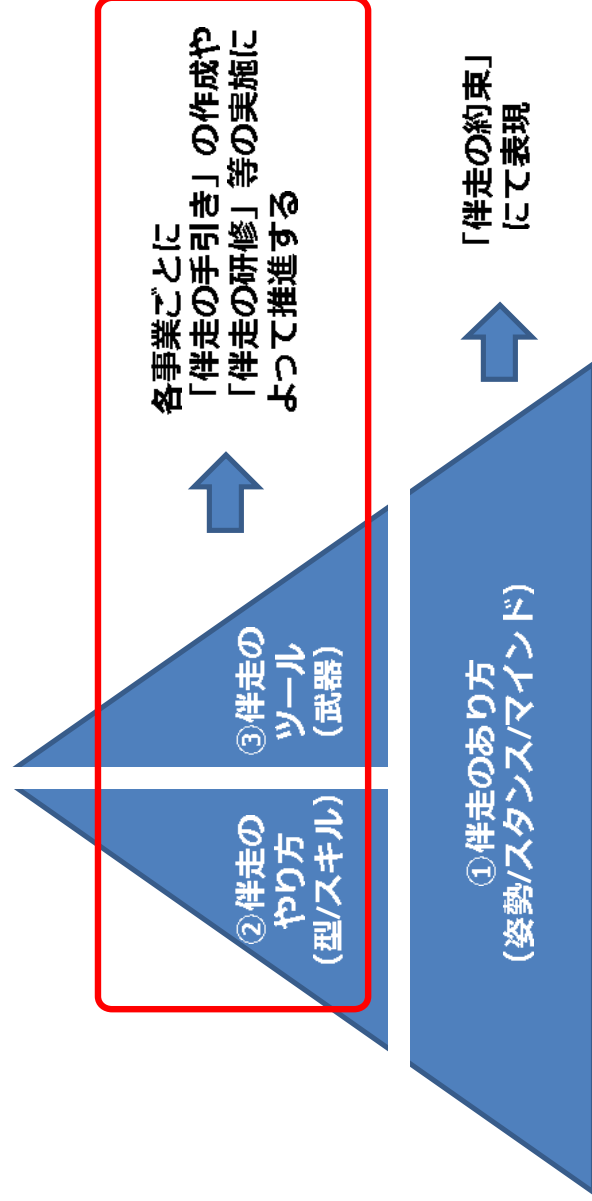 ②伴走の
やり方
(型/スキル)
③伴走の
ツール
(武器)
各事業ごとに
「伴走の手引き」の作成や
「伴走の研修」等の実施に
よって推進する
①伴走のあり方
(姿勢/スタンス/マインド)
「伴走の約束」
にて表現